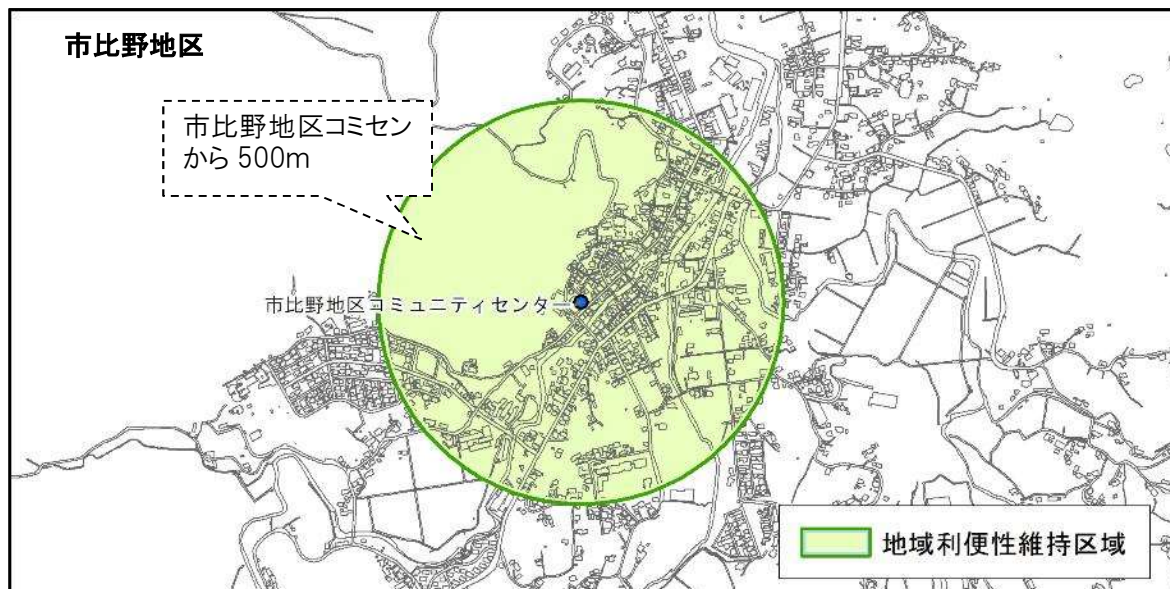 市比野地区
市比野地区コミセン
から 500m
市比野地区コミュニティセンター
地域利便性維持区域